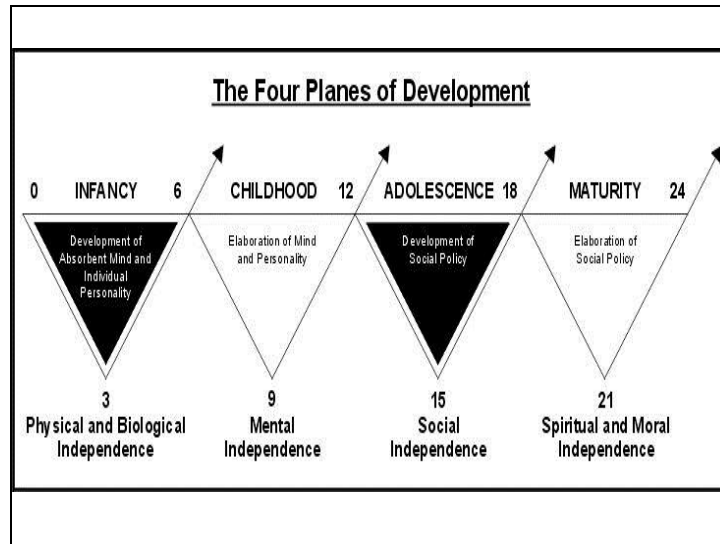 The Four Planes of Development
0 INFANCY 6 CHILDHOOD 12 ADOLESCENCE 18 MATURITY 24
Development of
Absorbent Mind and
Individual
Personality
Elaboration of Mind
and Personality
Development of
Social Policy
Elaboration of
Social Policy
3
Physical and Biological
Independence
9
Mental
Independence
15
Social
Independence
21
Spiritual and Moral
Independence